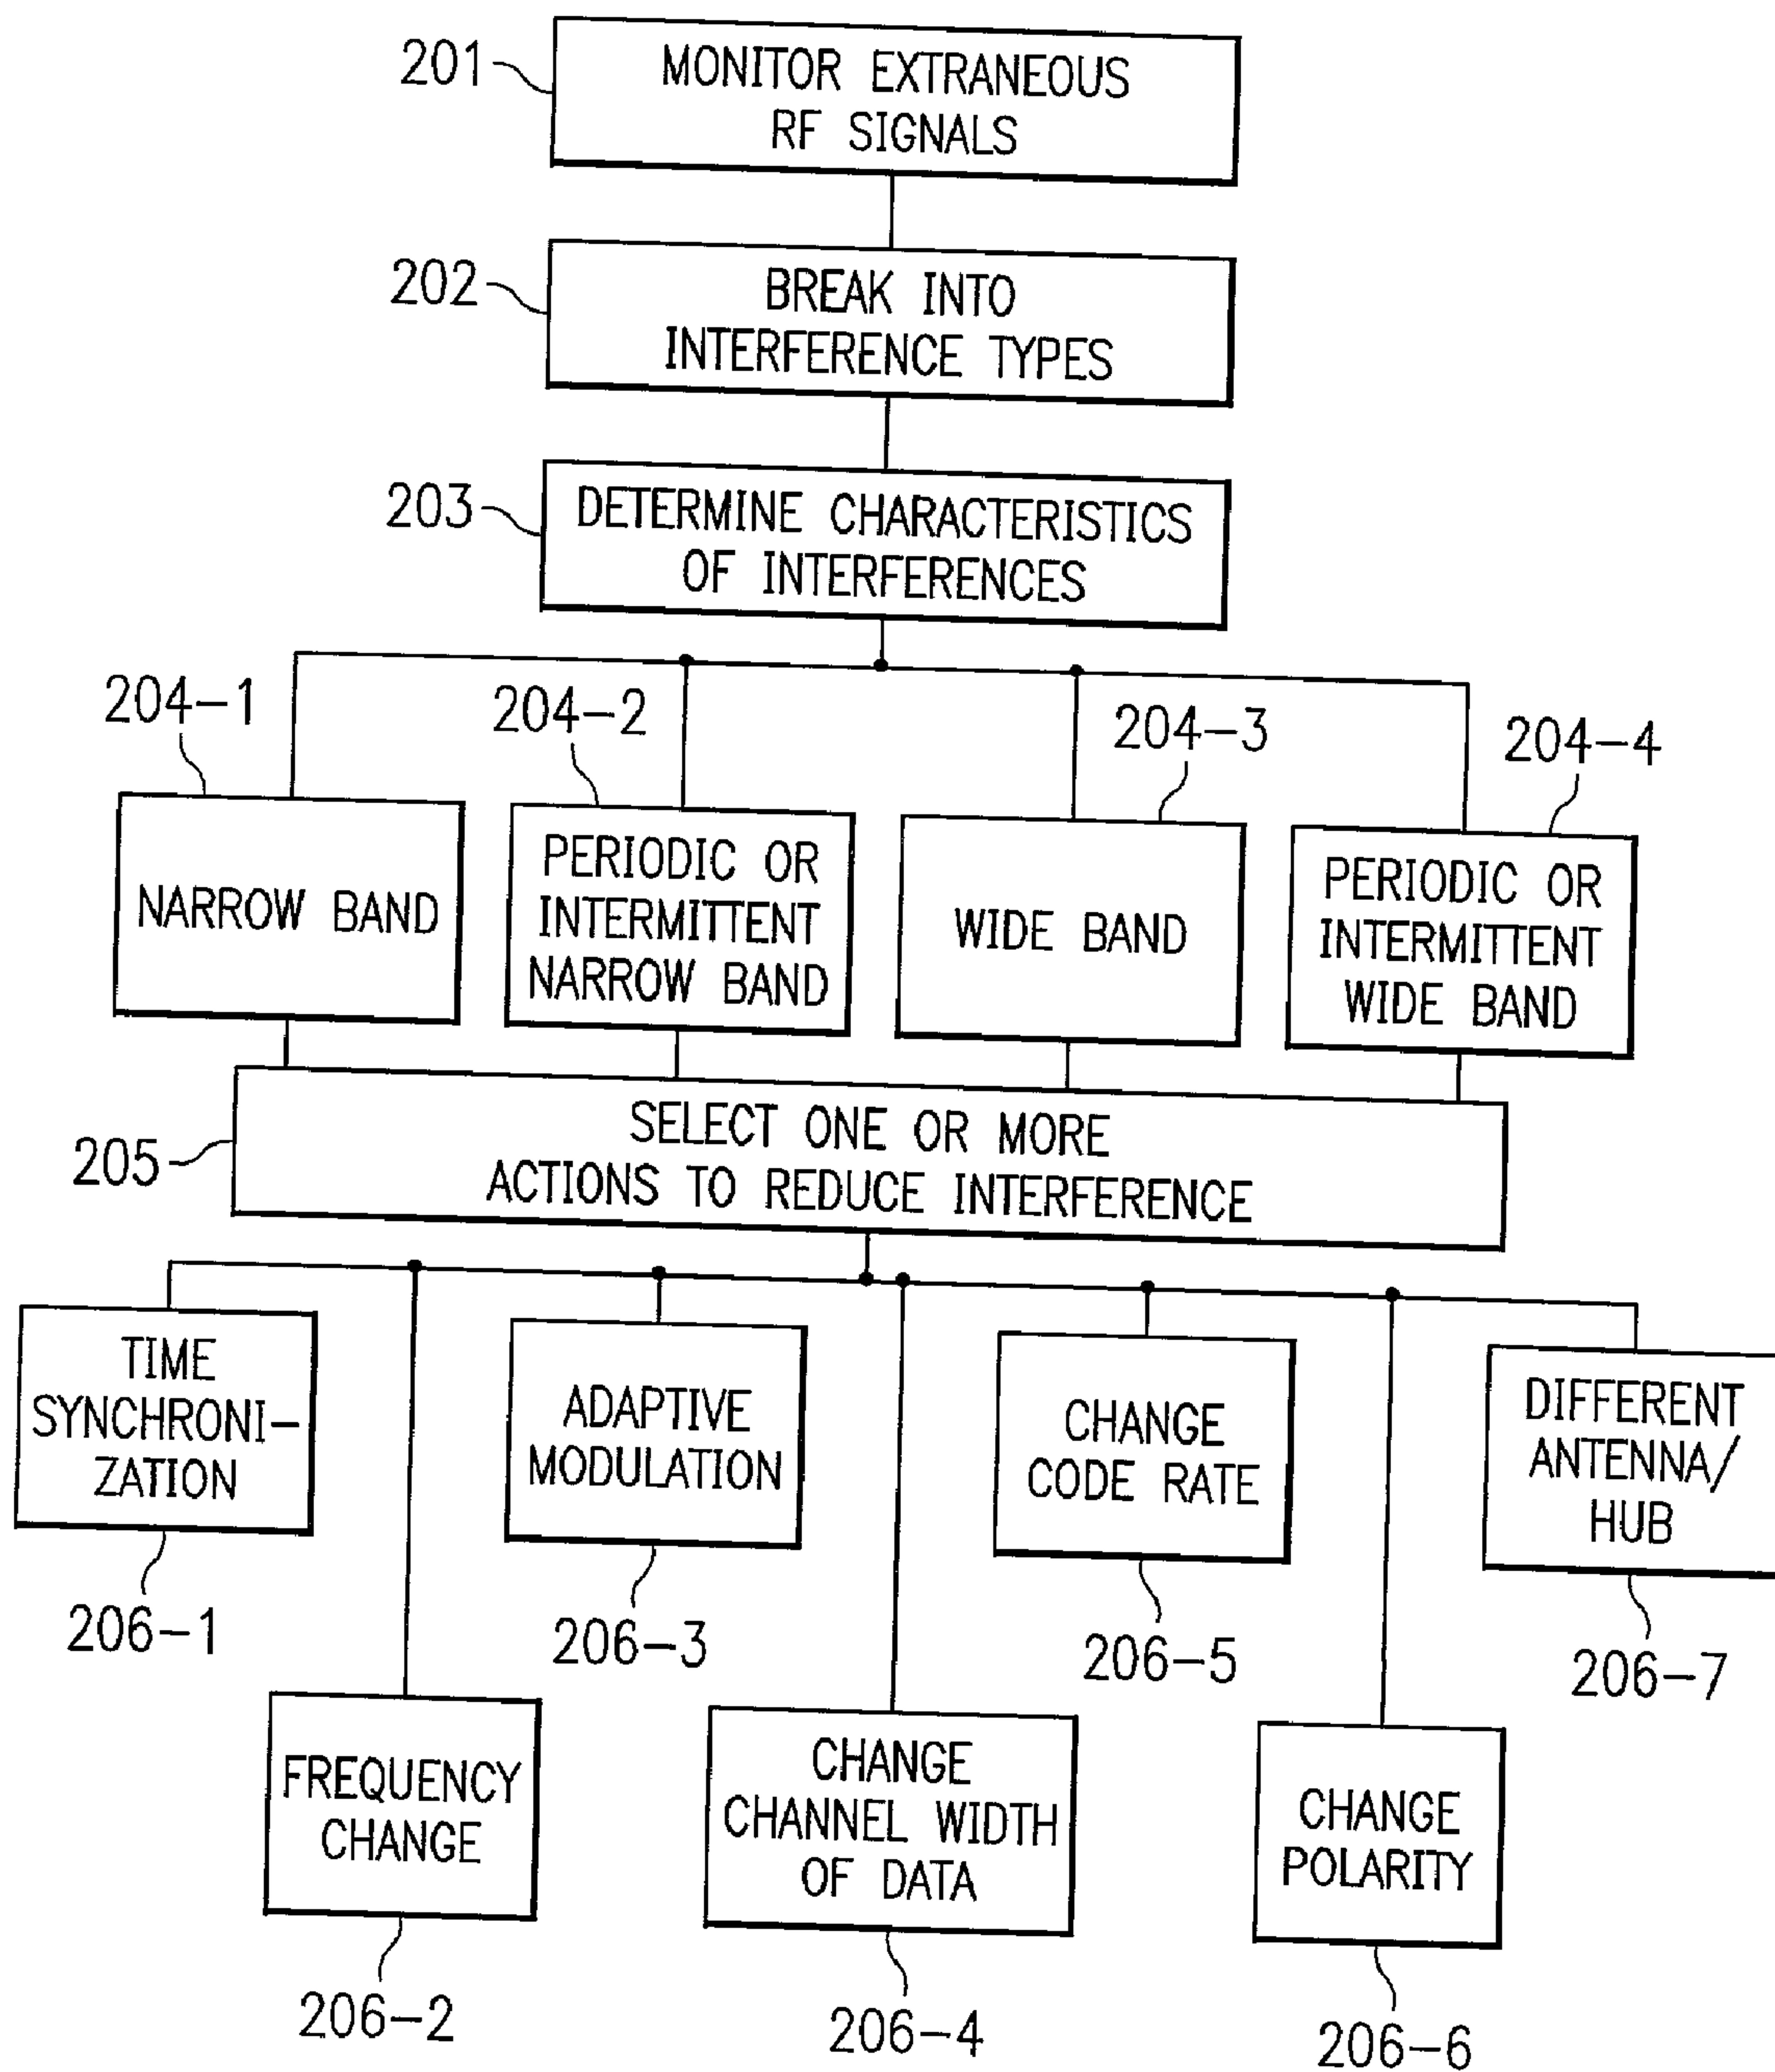 201
MONITOR EXTRANEOUS
RF SIGNALS
202
BREAK INTO
INTERFERENCE TYPES
203
DETERMINE CHARACTERISTICS
OF INTERFERENCES
204-1
204-2
204-3
204-4
NARROW BAND
PERIODIC OR
INTERMITTENT
NARROW BAND
WIDE BAND
PERIODIC OR
INTERMITTENT
WIDE BAND
205
SELECT ONE OR MORE
ACTIONS TO REDUCE INTERFERENCE
TIME
SYNCHRONI-
ZATION
206-1
ADAPTIVE
MODULATION
206-3
CHANGE
CODE RATE
206-5
DIFFERENT
ANTENNA/
HUB
206-7
FREQUENCY
CHANGE
206-2
CHANGE
CHANNEL WIDTH
OF DATA
206-4
CHANGE
POLARITY
206-6